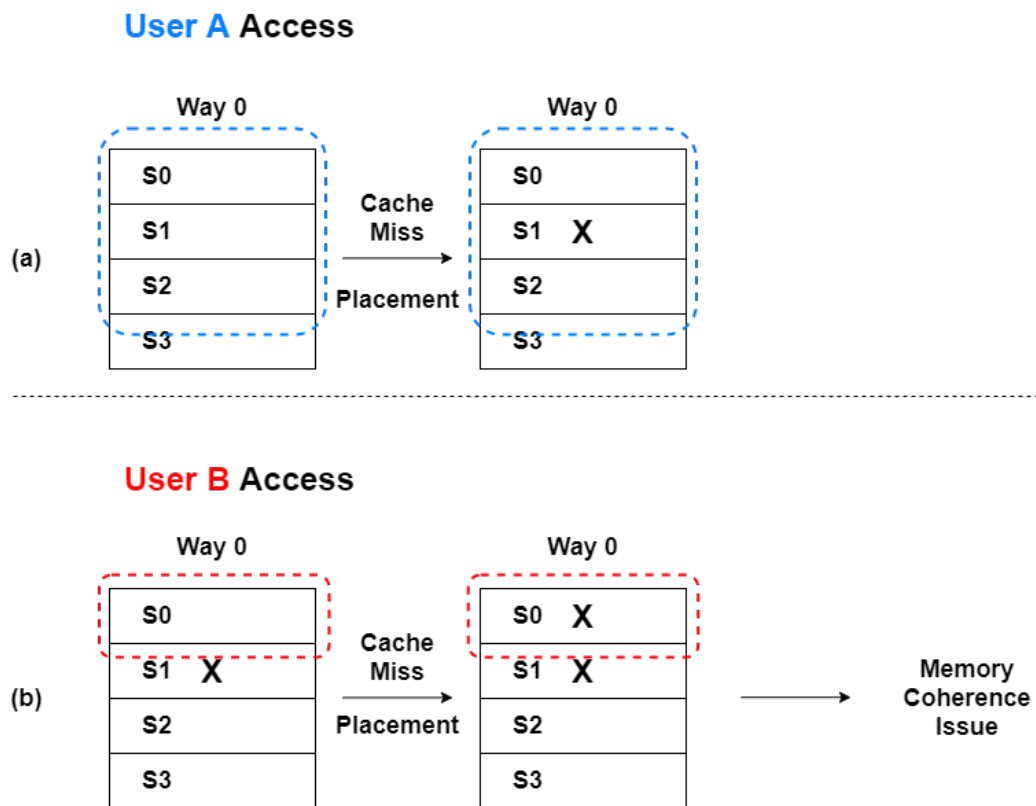 User A Access
Way 0
Way 0
S0
S0
S1
Cache
Miss
S1 X
(a)
S2
Placement
S2
S3
S3
User B Access
Way 0
Way 0
S0
S0 X
S1 X
Cache
Miss
S1 X
Memory
Coherence
Issue
(b)
S2
Placement
S2
S3
S3